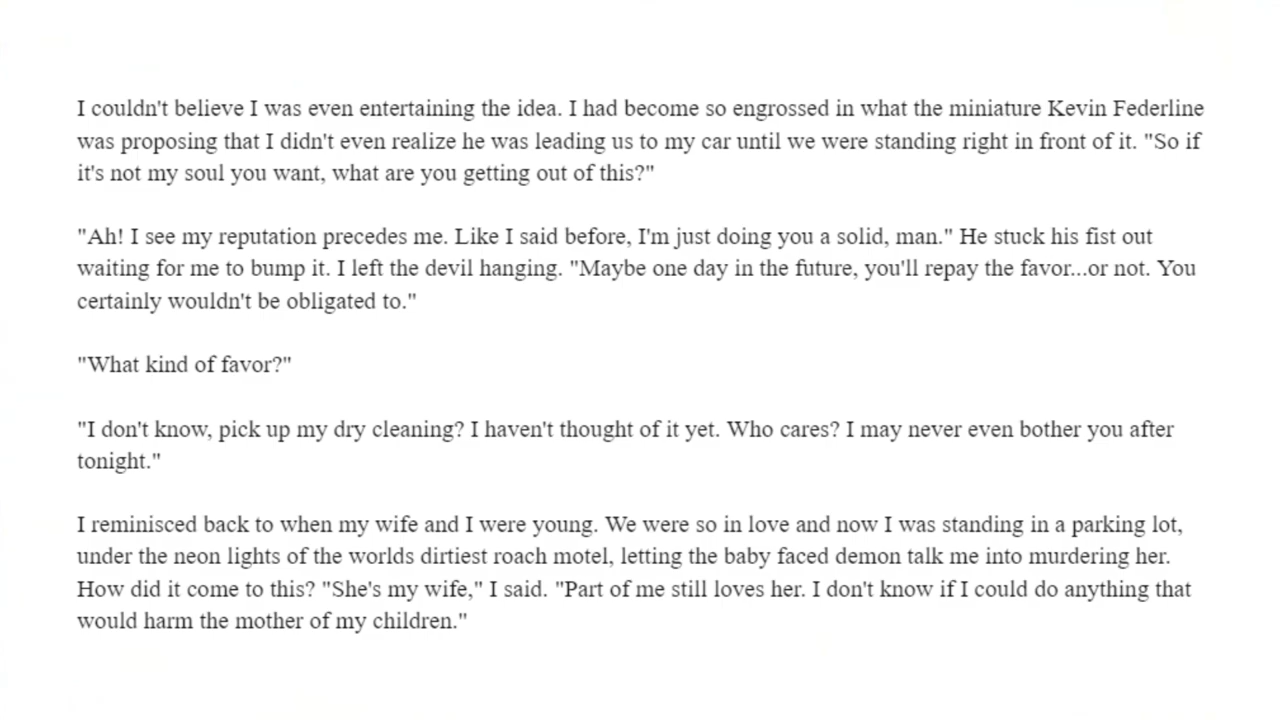 I couldn't believe I was even entertaining the idea. I had become so engrossed in what the miniature Kevin Federline
was proposing that I didn't even realize he was leading us to my car until we were standing right in front of it. "So if
it's not my soul you want, what are you getting out of this?"
"Ah! I see my reputation precedes me. Like I said before, I'm just doing you a solid, man." He stuck his fist out
waiting for me to bump it. I left the devil hanging. "Maybe one day in the future, you'll repay the favor...or not. You
certainly wouldn't be obligated to."
"What kind of favor?"
"I don't know, pick up my dry cleaning? I haven't thought of it yet. Who cares? I may never even bother you after
tonight."
I reminisced back to when my wife and I were young. We were so in love and now I was standing in a parking lot,
under the neon lights of the worlds dirtiest roach motel, letting the baby faced demon talk me into murdering her.
How did it come to this? "She's my wife," I said. "Part of me still loves her. I don't know if I could do anything that
would harm the mother of my children."